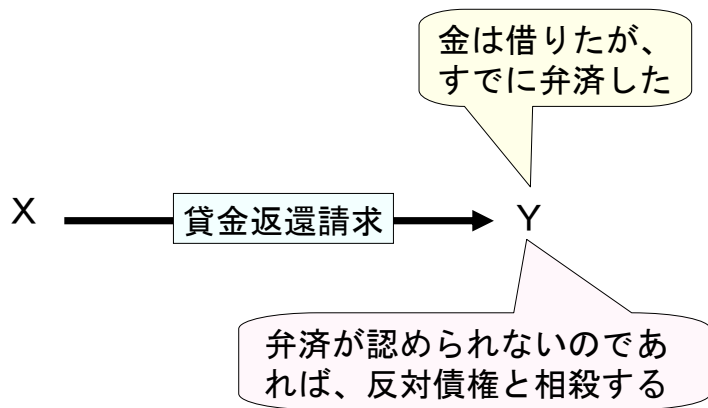 金は借りたが、
すでに弁済した
X
貸金返還請求
Y
弁済が認められないのであ
れば、反対債権と相殺する